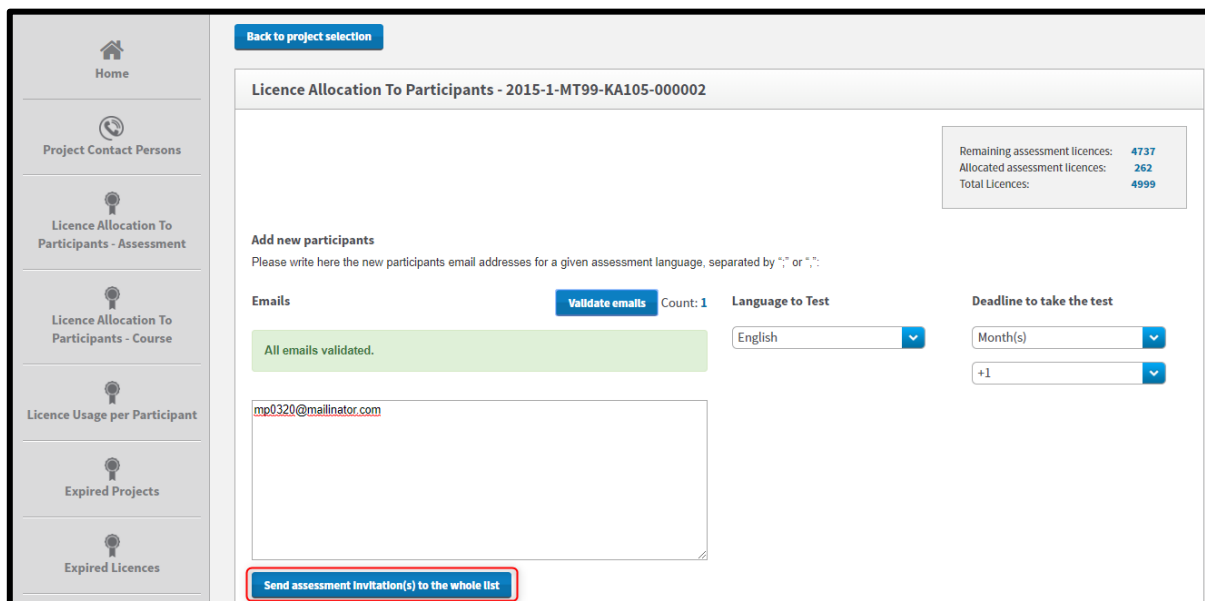 Home
Project Contact Persons
Licence Allocation To
Participants - Assessment
Licence Allocation To
Participants - Course
Licence Usage per Participant
Expired Projects
Expired Licences
Back to project selection
Licence Allocation To Participants - 2015-1-MT99-KA105-000002
Remaining assessment licences: 4737
Allocated assessment licences: 262
Total Licences: 4999
Add new participants
Please write here the new participants email addresses for a given assessment language, separated by ";" or ",":
Emails
Validate emails Count: 1
All emails validated.
mp0320@mailinator.com
Send assessment invitation(s) to the whole list
Language to Test
English
Deadline to take the test
Month(s)
+1